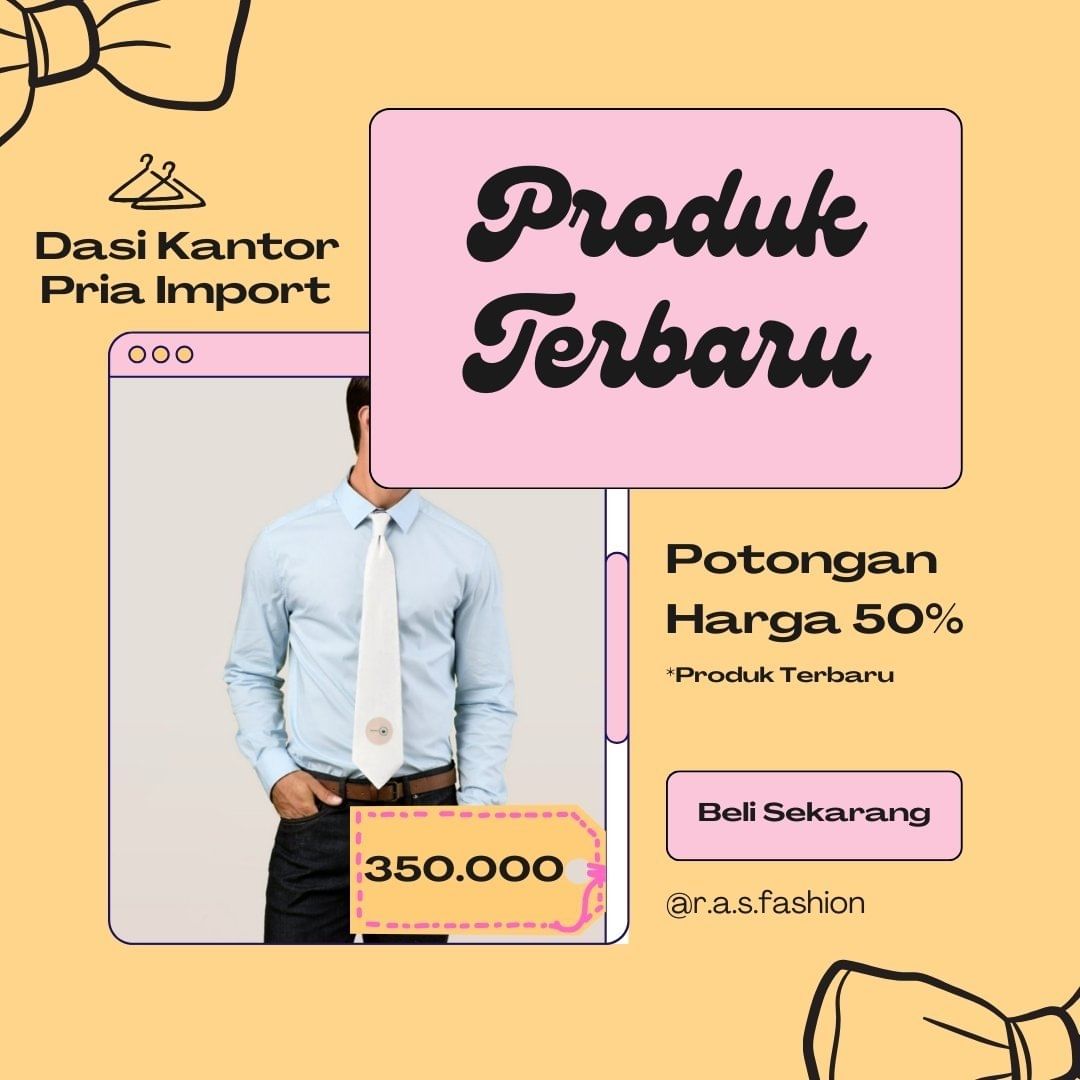 Dasi Kantor
Pria Import
Produk
Terbaru
350.000
Potongan
Harga 50%
*Produk Terbaru
Beli Sekarang
@r.a.s.fashion